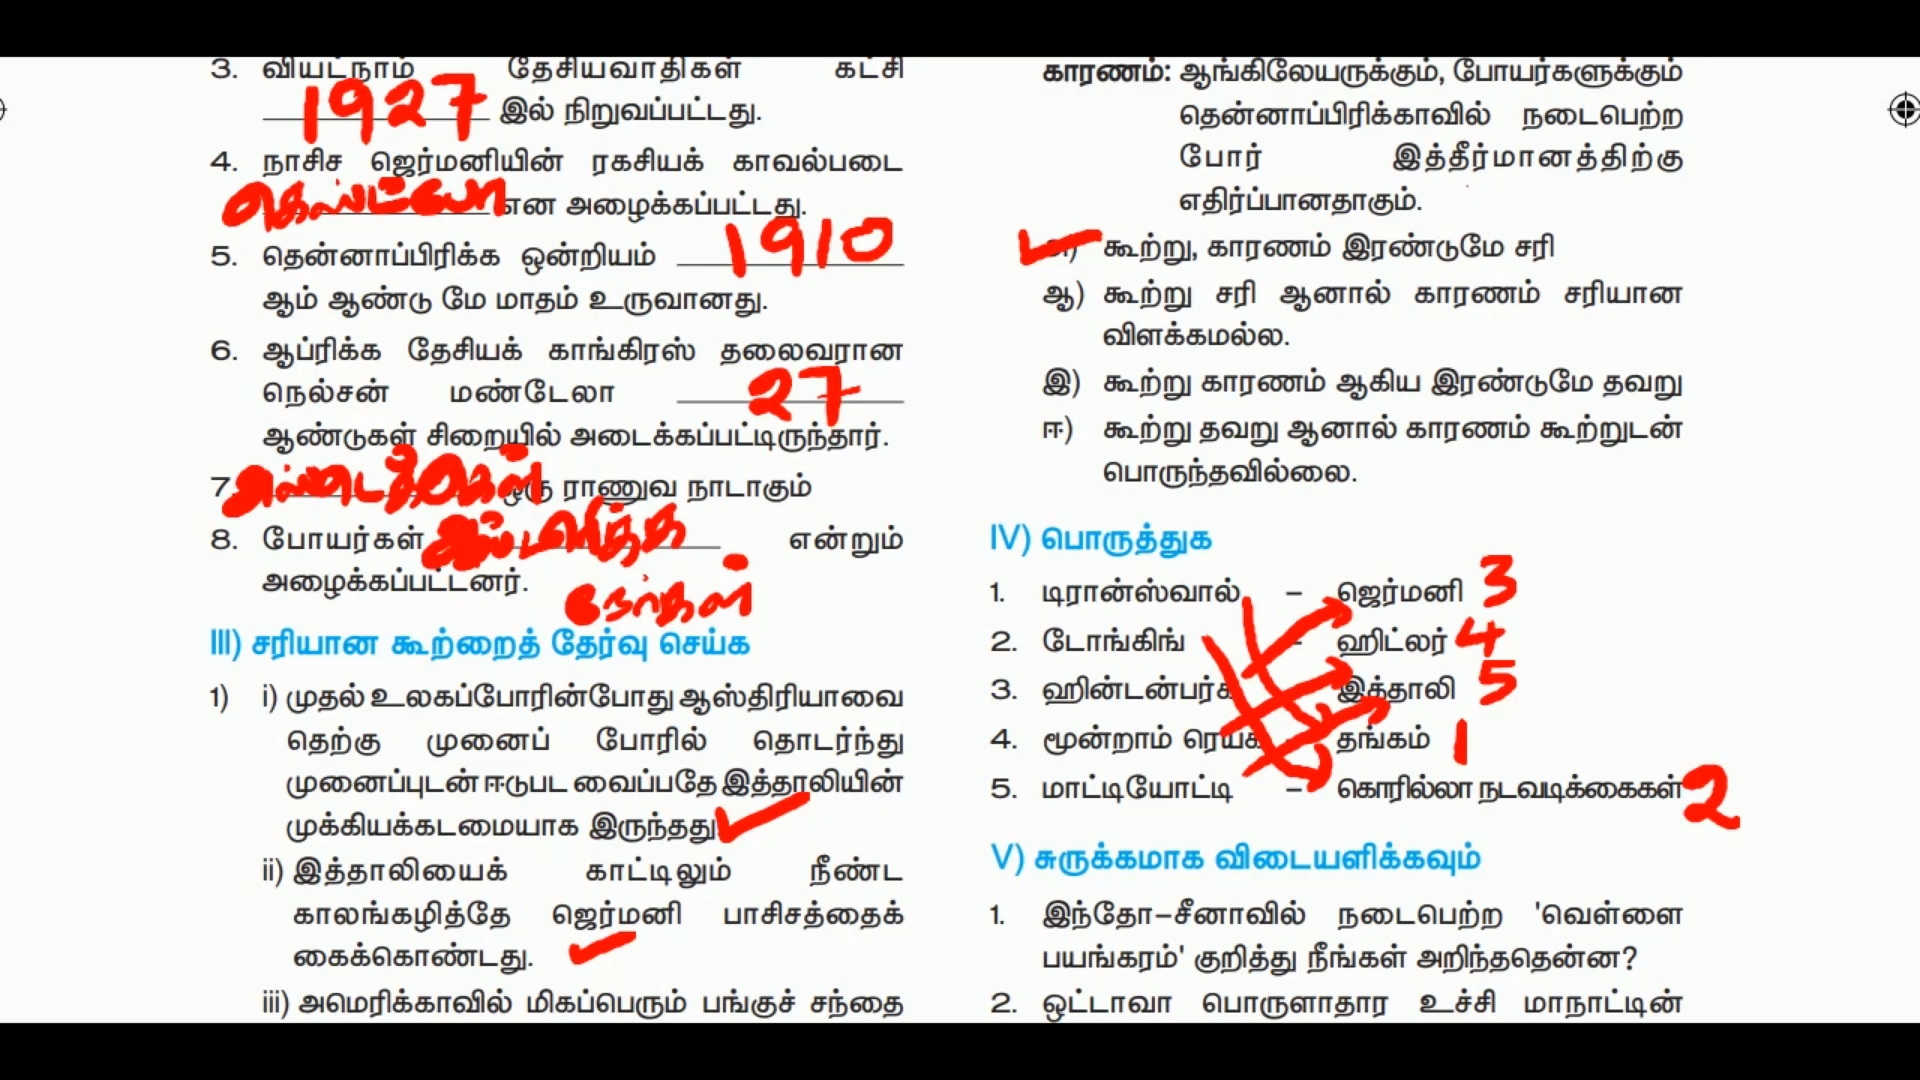 3. வியட்நாம் தேசியவாதிகள் கட்சி
1927 இல் நிறுவப்பட்டது.
4. நாசிச ஜெர்மனியின் ரகசியக் காவல்படை
என அழைக்கப்பட்டது.
5. தென்னாப்பிரிக்க ஒன்றியம் 1910
ஆம் ஆண்டு மே மாதம் உருவானது.
6. ஆப்ரிக்க தேசியக் காங்கிரஸ் தலைவரான
நெல்சன் மண்டேலா 27
ஆண்டுகள் சிறையில் அடைக்கப்பட்டிருந்தார்.
7. ஒரு ராணுவ நாடாகும்
8. போயர்கள் என்றும்
அழைக்கப்பட்டனர்.
III) சரியான கூற்றைத் தேர்வு செய்க
1) i) முதல் உலகப்போரின்போது ஆஸ்திரியாவை
தெற்கு முனைப் போரில் தொடர்ந்து
முனைப்புடன் ஈடுபட வைப்பதே இத்தாலியின்
முக்கியக்கடமையாக இருந்தது
ii) இத்தாலியைக் காட்டிலும் நீண்ட
காலங்கழித்தே ஜெர்மனி பாசிசத்தைக்
கைக்கொண்டது.
iii) அமெரிக்காவில் மிகப்பெரும் பங்குச் சந்தை
காரணம்: ஆங்கிலேயருக்கும், போயர்களுக்கும்
தென்னாப்பிரிக்காவில் நடைபெற்ற
போர் இத்தீர்மானத்திற்கு
எதிர்ப்பானதாகும்.
கூற்று, காரணம் இரண்டுமே சரி
ஆ) கூற்று சரி ஆனால் காரணம் சரியான
விளக்கமல்ல.
இ) கூற்று காரணம் ஆகிய இரண்டுமே தவறு
ஈ) கூற்று தவறு ஆனால் காரணம் கூற்றுடன்
பொருந்தவில்லை.
IV) பொருத்துக
1. டிரான்ஸ்வால் – ஜெர்மனி 3
2. டோங்கிங் – ஹிட்லர் 4
3. ஹின்டன்பர்க் இத்தாலி 5
4. மூன்றாம் ரெய்க் தங்கம் 1
5. மாட்டியோட்டி – கொரில்லா நடவடிக்கைகள் 2
V) சுருக்கமாக விடையளிக்கவும்
1. இந்தோ–சீனாவில் நடைபெற்ற 'வெள்ளை
பயங்கரம்' குறித்து நீங்கள் அறிந்ததென்ன?
2. ஒட்டாவா பொருளாதார உச்சி மாநாட்டின்